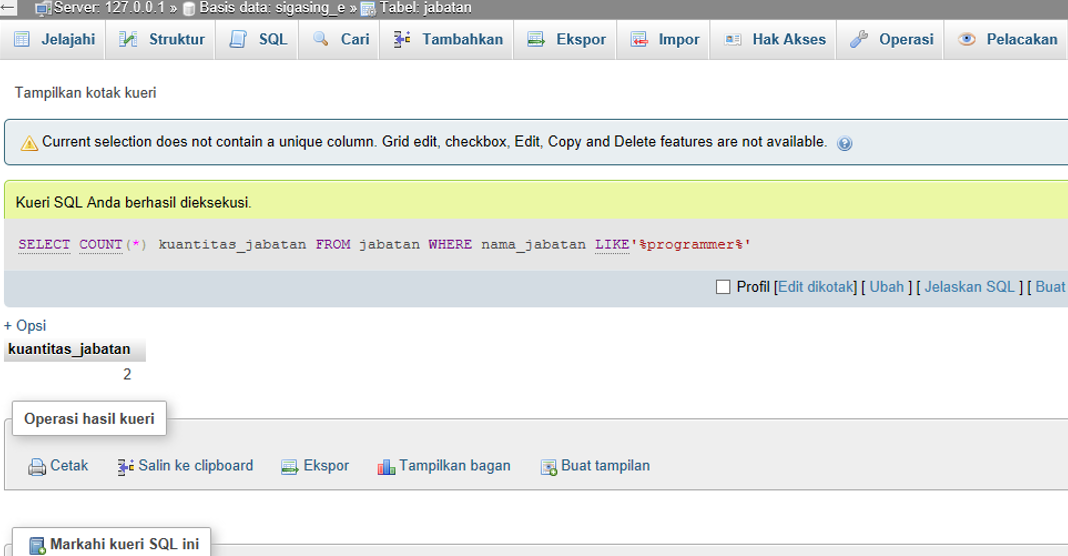 Server: 127.0.0.1 » Basis data: sigasing_e » Tabel: jabatan
Jelajahi Struktur SQL Cari Tambahkan Ekspor Impor Hak Akses Operasi Pelacakan
Tampilkan kotak kueri
Current selection does not contain a unique column. Grid edit, checkbox, Edit, Copy and Delete features are not available.
Kueri SQL Anda berhasil dieksekusi.
SELECT COUNT(*) kuantitas_jabatan FROM jabatan WHERE nama_jabatan LIKE'%programmer%'
Profil [Edit dikotak] [ Ubah ] [ Jelaskan SQL ] [ Buat
+ Opsi
kuantitas_jabatan
2
Operasi hasil kueri
Cetak Salin ke clipboard Ekspor Tampilkan bagan Buat tampilan
Markahi kueri SQL ini